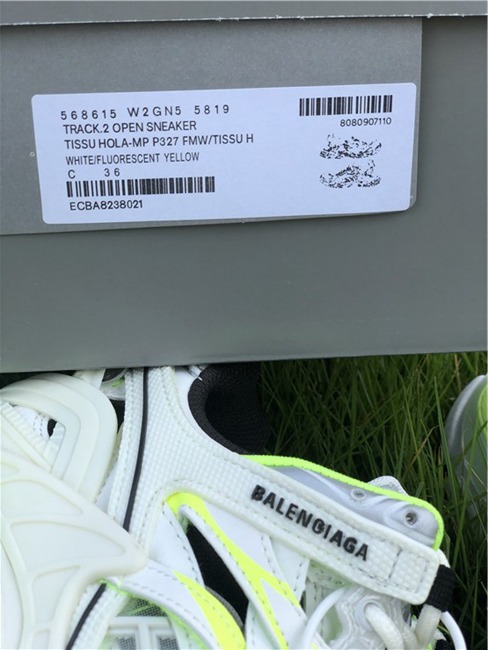 568615 W2GN5 5819
TRACK.2 OPEN SNEAKER
TISSU HOLA-MP P327 FMW/TISSU H
WHITE/FLUORESCENT YELLOW
C 36
ECBA8238021
8080907110
BALENCIAGA